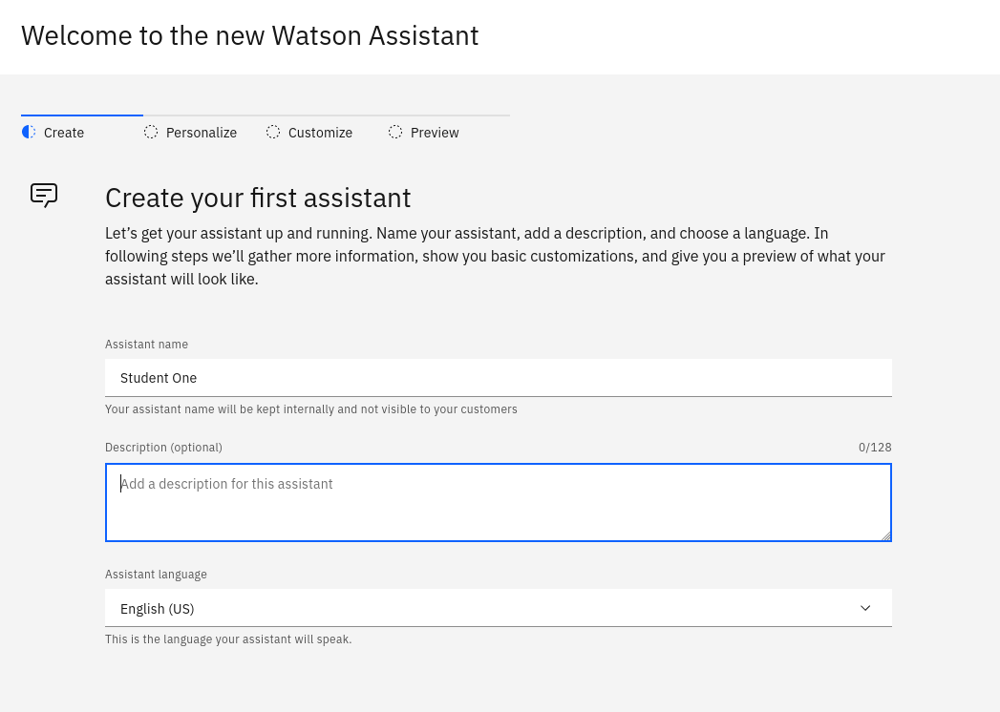 Welcome to the new Watson Assistant
Create
Personalize
Customize
Preview
Create your first assistant
Let’s get your assistant up and running. Name your assistant, add a description, and choose a language. In
following steps we’ll gather more information, show you basic customizations, and give you a preview of what your
assistant will look like.
Assistant name
Student One
Your assistant name will be kept internally and not visible to your customers
Description (optional) 0/128
Add a description for this assistant
Assistant language
English (US)
This is the language your assistant will speak.